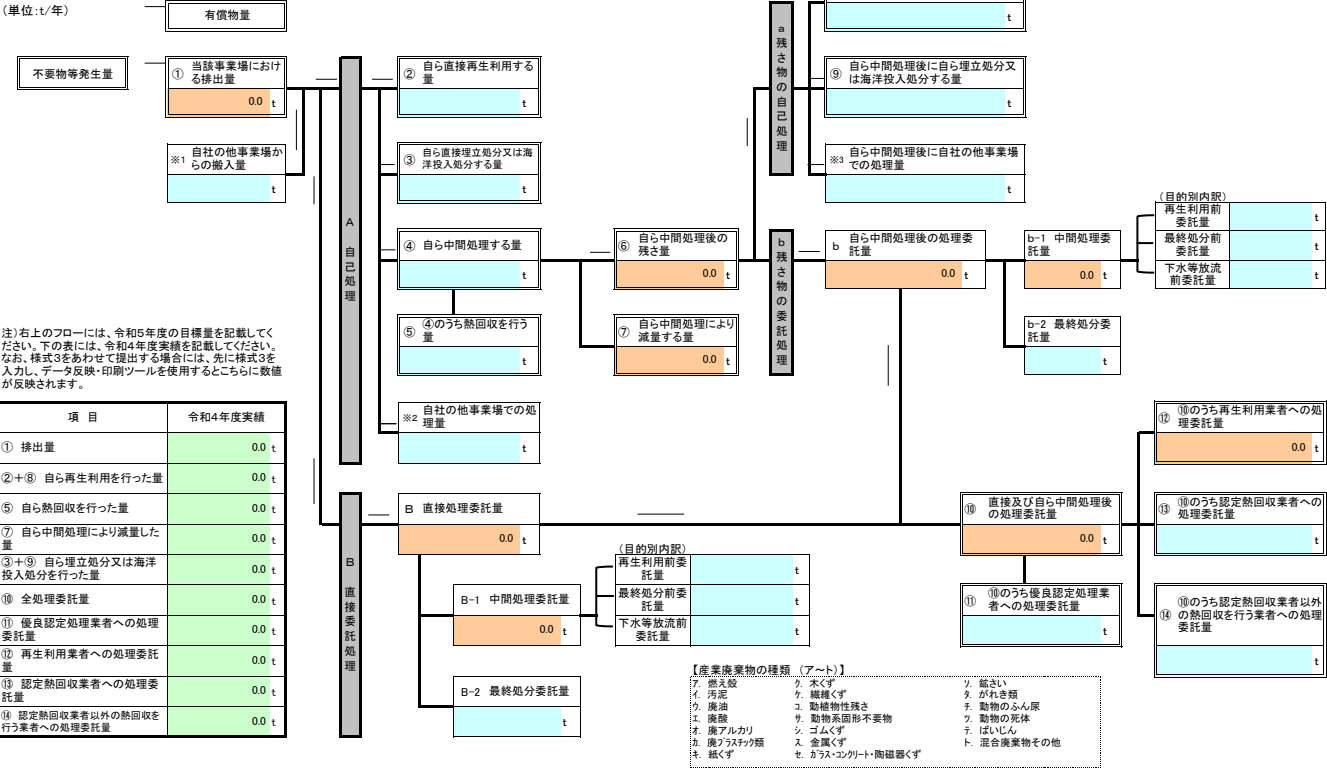 (単位:t/年)
有償物量
不要物等発生量
① 当該事業場におけ
る排出量
0.0 t
※1 自社の他事業場か
らの搬入量
t
A 自己処理
② 自ら直接再生利用する
量
t
③ 自ら直接埋立処分又は海
洋投入処分する量
t
④ 自ら中間処理する量
t
⑤ ④のうち熱回収を行う
量
t
※2 自社の他事業場での処
理量
t
⑥ 自ら中間処理後の
残さ量
0.0 t
⑦ 自ら中間処理により
減量する量
0.0 t
a 残さ物の自己処理
t
⑨ 自ら中間処理後に自ら埋立処分又
は海洋投入処分する量
t
※3 自ら中間処理後に自社の他事業場
での処理量
t
b 残さ物の委託処理
b 自ら中間処理後の処理委
託量
0.0 t
b-1 中間処理委
託量
0.0 t
(目的別内訳)
再生利用前
委託量
t
最終処分前
委託量
t
下水等放流
前委託量
t
b-2 最終処分委
託量
t
注)右上のフローには、令和5年度の目標量を記載してく
ださい。下の表には、令和4年度実績を記載してください。
なお、様式3をあわせて提出する場合には、先に様式3を
入力し、データ反映・印刷ツールを使用するとこちらに数値
が反映されます。
項 目 令和4年度実績
① 排出量 0.0 t
②+⑧ 自ら再生利用を行った量 0.0 t
⑤ 自ら熱回収を行った量 0.0 t
⑦ 自ら中間処理により減量した
量 0.0 t
③+⑨ 自ら埋立処分又は海洋
投入処分を行った量 0.0 t
⑩ 全処理委託量 0.0 t
⑪ 優良認定処理業者への処理
委託量 0.0 t
⑫ 再生利用業者への処理委託
量 0.0 t
⑬ 認定熱回収業者への処理委
託量 0.0 t
⑭ 認定熱回収業者以外の熱回収を
行う業者への処理委託量 0.0 t
B 直接委託処理
B 直接処理委託量
0.0 t
B-1 中間処理委託量
0.0 t
(目的別内訳)
再生利用前委
託量
t
最終処分前委
託量
t
下水等放流前
委託量
t
B-2 最終処分委託量
t
⑩ 直接及び自ら中間処理後
の処理委託量
0.0 t
⑪ ⑩のうち優良認定処理業
者への処理委託量
t
⑫ ⑩のうち再生利用業者への処
理委託量
0.0 t
⑬ ⑩のうち認定熱回収業者への
処理委託量
t
⑭ ⑩のうち認定熱回収業者以外
の熱回収を行う業者への処理
委託量
t
【産業廃棄物の種類 (ア～ト)】
ア. 燃え殻 ク. 木くず ソ. 鉱さい
イ. 汚泥 ケ. 繊維くず タ. がれき類
ウ. 廃油 コ. 動植物性残さ チ. 動物のふん尿
エ. 廃酸 サ. 動物系固形不要物 ツ. 動物の死体
オ. 廃アルカリ シ. ゴムくず テ. ばいじん
カ. 廃プラスチック類 ス. 金属くず ト. 混合廃棄物その他
キ. 紙くず セ. ガラス・コンクリート・陶磁器くず